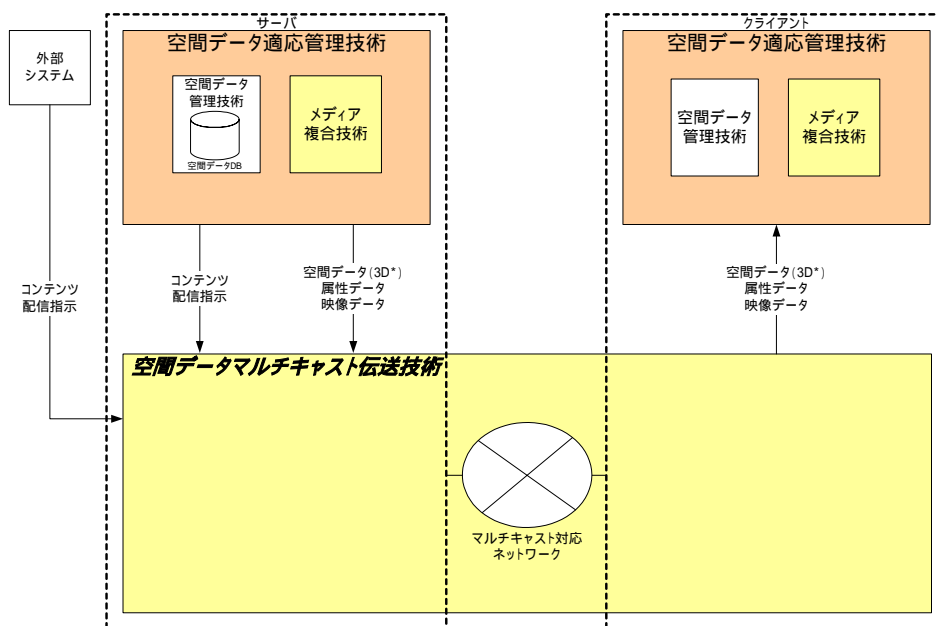 サーバ
クライアント
外部
システム
空間データ適応管理技術
空間データ
管理技術
空間データDB
メディア
複合技術
空間データ適応管理技術
空間データ
管理技術
メディア
複合技術
コンテンツ
配信指示
コンテンツ
配信指示
空間データ(3D*)
属性データ
映像データ
空間データ(3D*)
属性データ
映像データ
空間データマルチキャスト伝送技術
マルチキャスト対応
ネットワーク